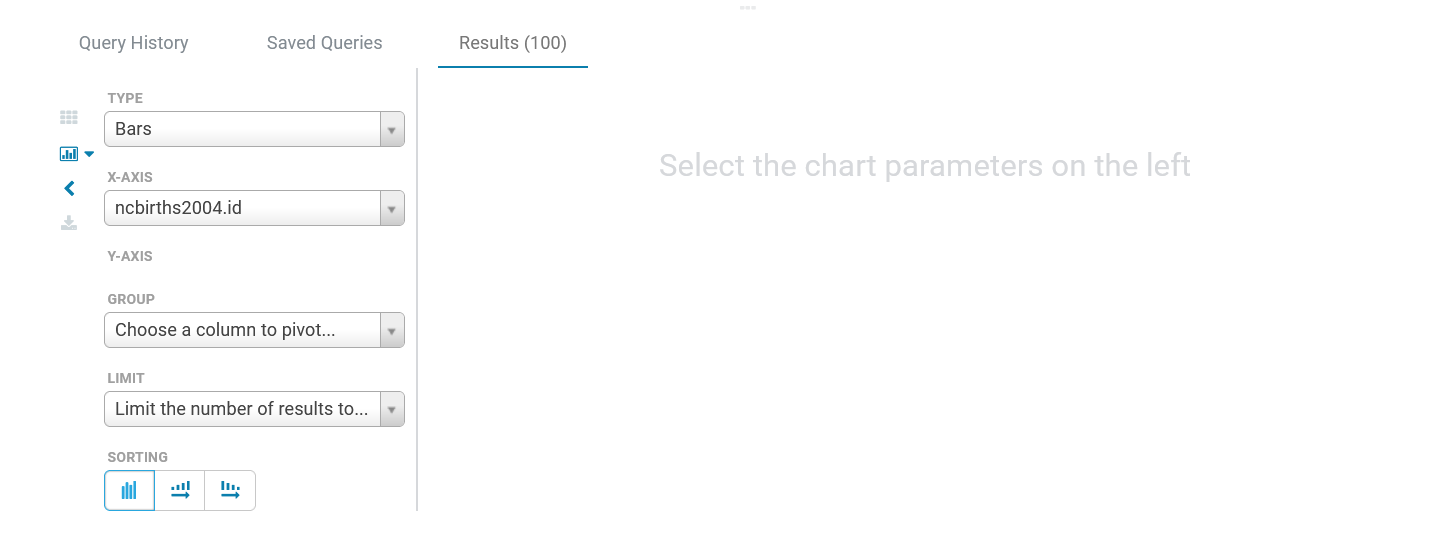 Query History
Saved Queries
Results (100)
TYPE
Bars
X-AXIS
ncbirths2004.id
Y-AXIS
GROUP
Choose a column to pivot...
LIMIT
Limit the number of results to...
SORTING
Select the chart parameters on the left